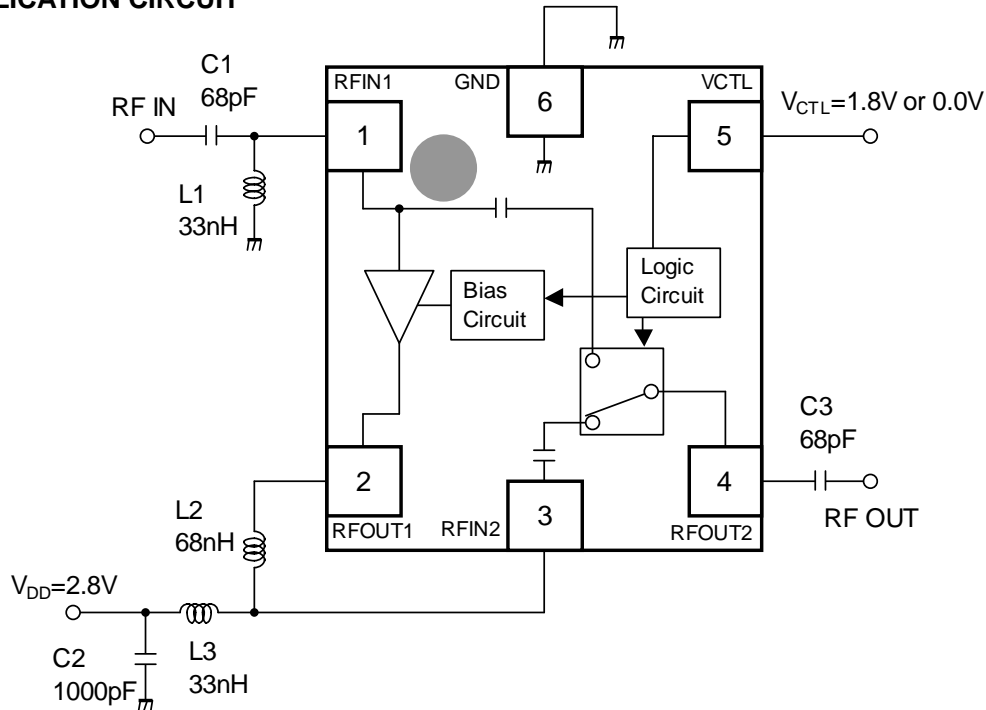 LICATION CIRCUIT
C1
68pF
RF IN
L1
33nH
RFIN1
1
GND
6
VCTL
5
VCTL=1.8V or 0.0V
Logic
Circuit
Bias
Circuit
C3
68pF
2
RFOUT1
RFIN2
3
4
RFOUT2
RF OUT
L2
68nH
VDD=2.8V
C2
1000pF
L3
33nH